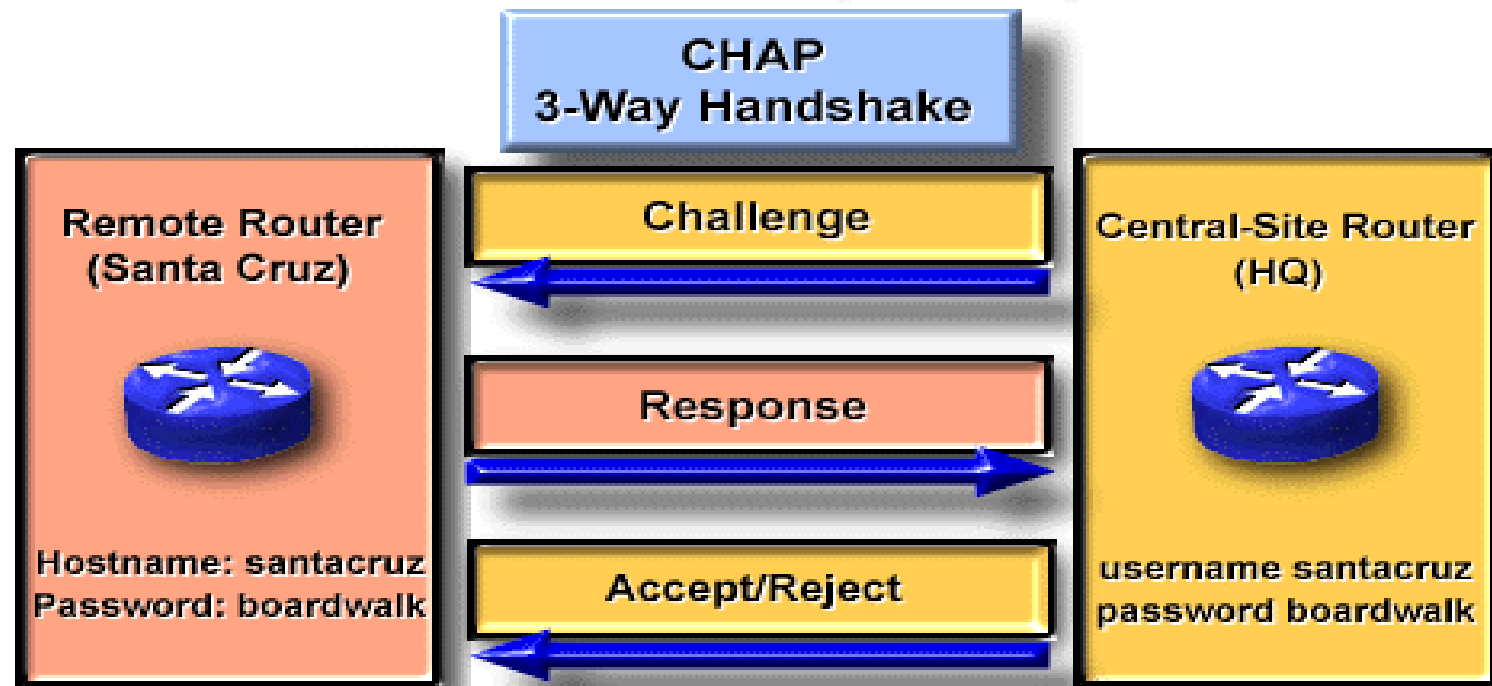 CHAP
3-Way Handshake
Remote Router
(Santa Cruz)
Hostname: santacruz
Password: boardwalk
Challenge
Response
Accept/Reject
Central-Site Router
(HQ)
username santacruz
password boardwalk